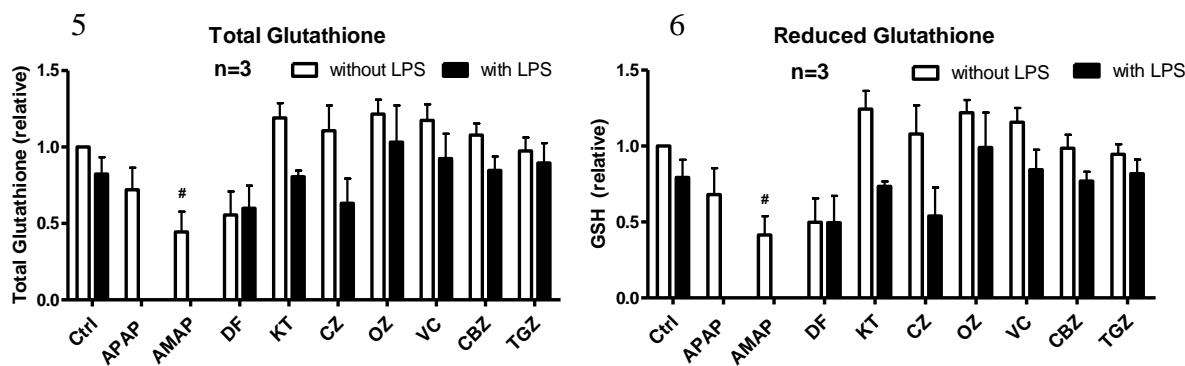 5
Total Glutathione
n=3 without LPS with LPS
Total Glutathione (relative)
1.5
1.0
0.5
0.0
#
Ctrl APAP AMAP DF KT CZ OZ VC CBZ TGZ
6
Reduced Glutathione
n=3 without LPS with LPS
GSH (relative)
1.5
1.0
0.5
0.0
#
Ctrl APAP AMAP DF KT CZ OZ VC CBZ TGZ